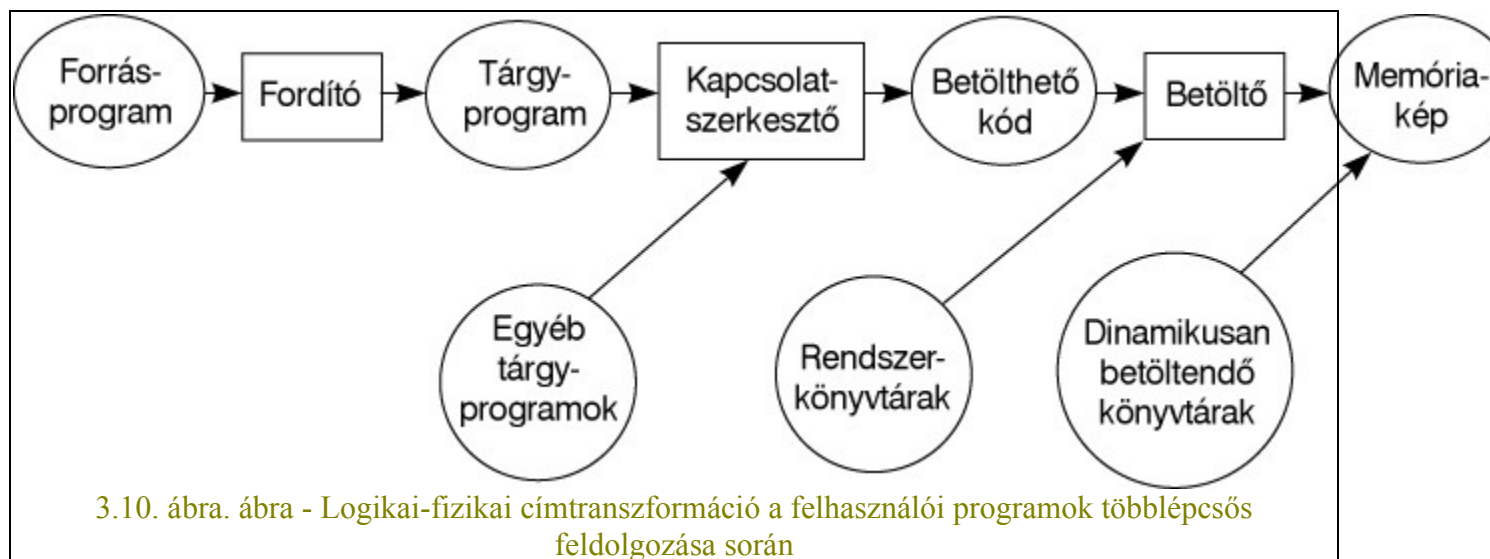 Forrás-
program
Fordító
Tárgy-
program
Kapcsolat-
szerkesztő
Betölthető
kód
Betöltő
Memória-
kép
Egyéb
tárgy-
programok
Rendszer-
könyvtárak
Dinamikusan
betöltendő
könyvtárak
3.10. ábra. ábra - Logikai-fizikai címtranszformáció a felhasználói programok többlépcsős
feldolgozása során